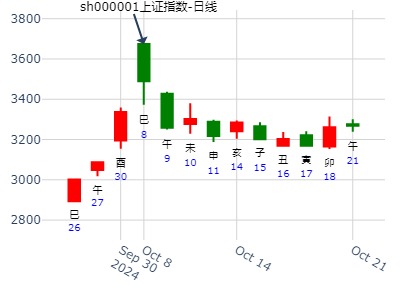 sh000001上证指数-日线
3800
3600
3400
3200
3000
2800
巳
26
午
27
酉
30
巳
8
午
9
未
10
申
11
亥
14
子
15
丑
16
寅
17
卯
18
午
21
Sep 30
2024
Oct 8
Oct 14
Oct 21